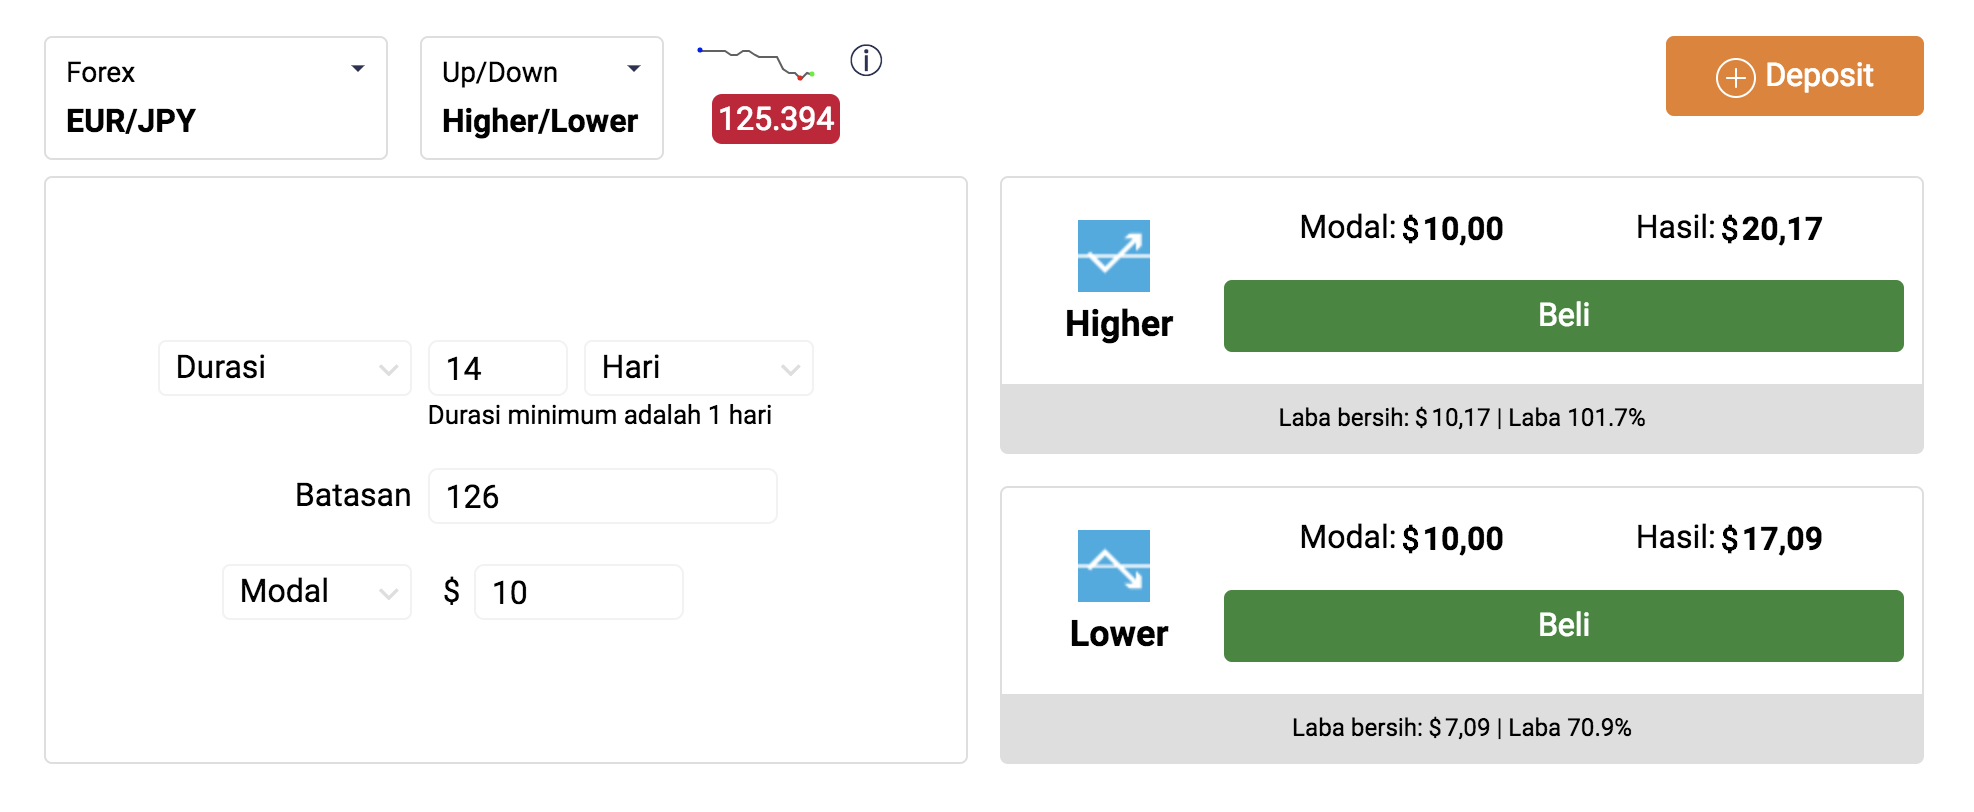 Forex
EUR/JPY
Up/Down
Higher/Lower
125.394
Deposit
Durasi 14 Hari
Durasi minimum adalah 1 hari
Batasan 126
Modal $ 10
Modal: $10,00 Hasil: $20,17
Higher
Beli
Laba bersih: $10,17 | Laba 101.7%
Modal: $10,00 Hasil: $17,09
Lower
Beli
Laba bersih: $7,09 | Laba 70.9%